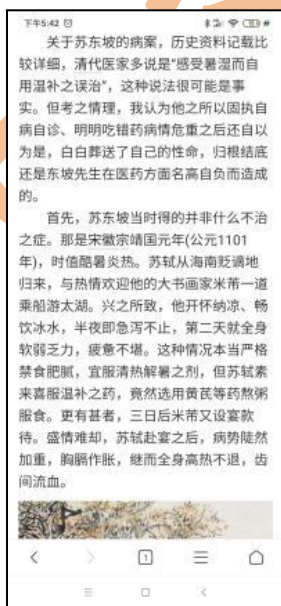 下午5:42
关于苏东坡的病案，历史资料记载比
较详细，清代医家多说是“感受暑湿而自
用温补之误治”，这种说法很可能是事
实。但考之情理，我认为他之所以固执自
病自诊、明明吃错药病情危重之后还自以
为是，白白葬送了自己的性命，归根结底
还是东坡先生在医药方面名高自负而造成
的。
首先，苏东坡当时得的并非什么不治
之症。那是宋徽宗靖国元年(公元1101
年)，时值酷暑炎热。苏轼从海南贬谪地
归来，与热情欢迎他的大书画家米芾一道
乘船游太湖。兴之所致，他开怀纳凉、畅
饮冰水，半夜即急泻不止，第二天就全身
软弱乏力，疲惫不堪。这种情况本当严格
禁食肥腻，宜服清热解暑之剂，但苏轼素
来喜服温补之药，竟然选用黄芪等药熬粥
服食。更有甚者，三日后米芾又设宴款
待。盛情难却，苏轼赴宴之后，病势陡然
加重，胸膈作胀，继而全身高热不退，齿
间流血。
1